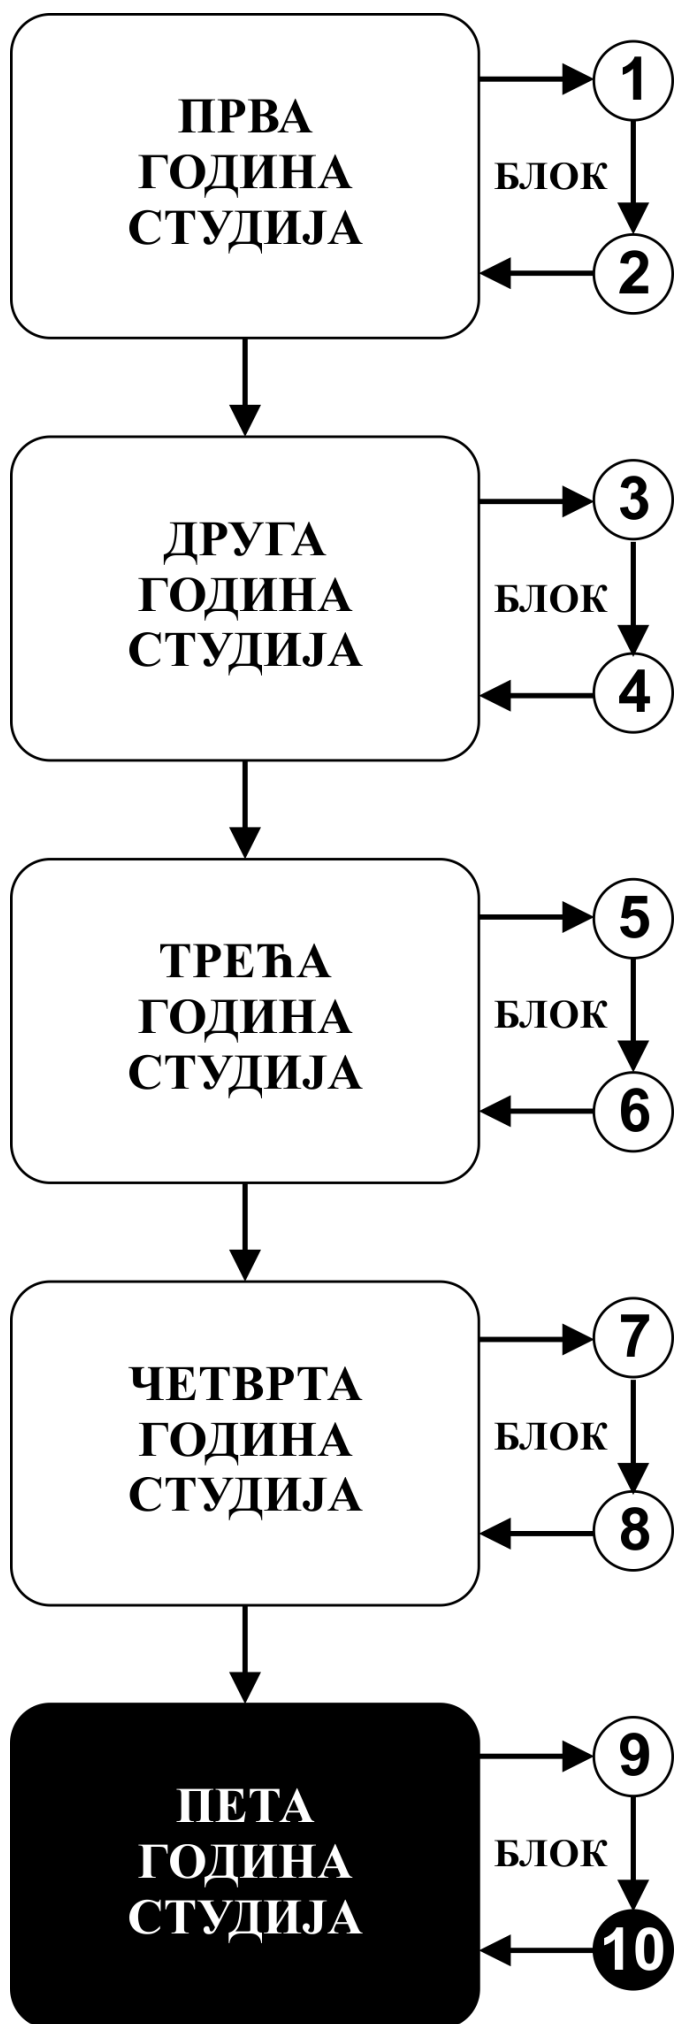 ПРВА
ГОДИНА
СТУДИЈА
1
БЛОК
2
ДРУГА
ГОДИНА
СТУДИЈА
3
БЛОК
4
ТРЕЋА
ГОДИНА
СТУДИЈА
5
БЛОК
6
ЧЕТВРТА
ГОДИНА
СТУДИЈА
7
БЛОК
8
ПЕТА
ГОДИНА
СТУДИЈА
9
БЛОК
10